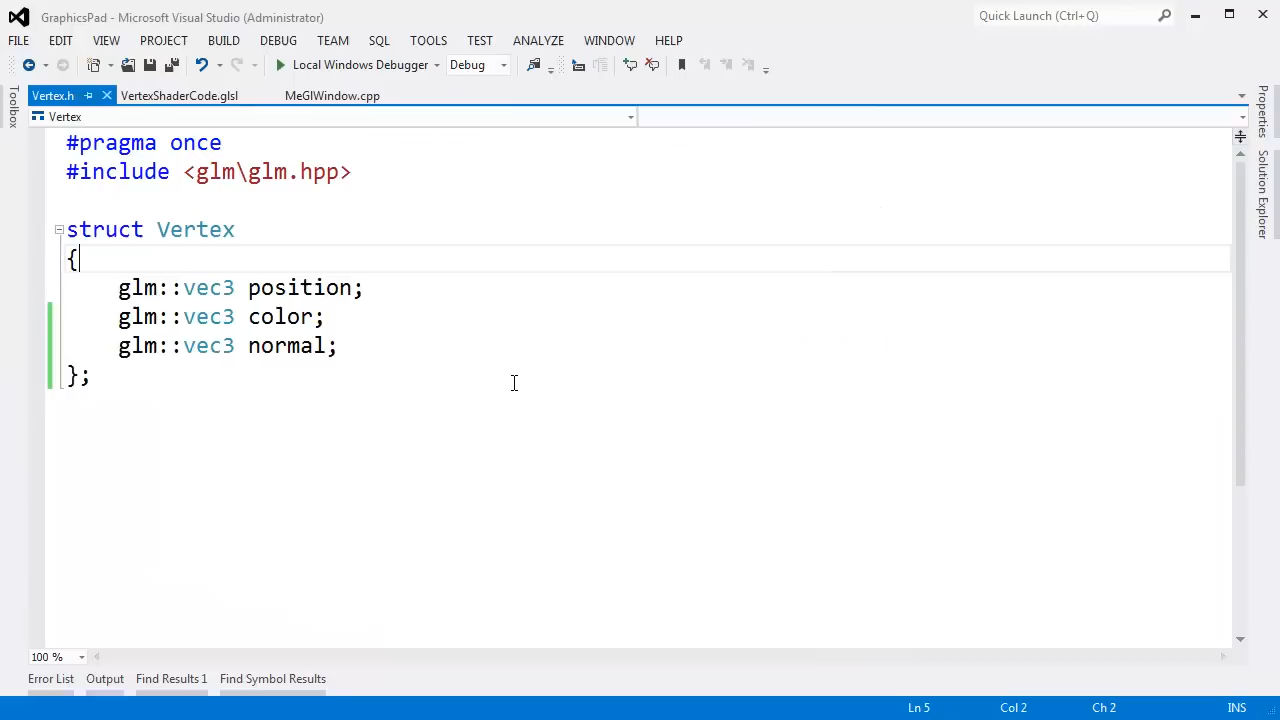 GraphicsPad - Microsoft Visual Studio (Administrator)
Quick Launch (Ctrl+Q)
FILE EDIT VIEW PROJECT BUILD DEBUG TEAM SQL TOOLS TEST ANALYZE WINDOW HELP
Local Windows Debugger Debug
Toolbox
Vertex.h VertexShaderCode.glsl MeGlWindow.cpp
Properties
Solution Explorer
Vertex
#pragma once
#include <glm\glm.hpp>
struct Vertex
{
glm::vec3 position;
glm::vec3 color;
glm::vec3 normal;
};
100 %
Error List Output Find Results 1 Find Symbol Results
Ln 5 Col 2 Ch 2 INS